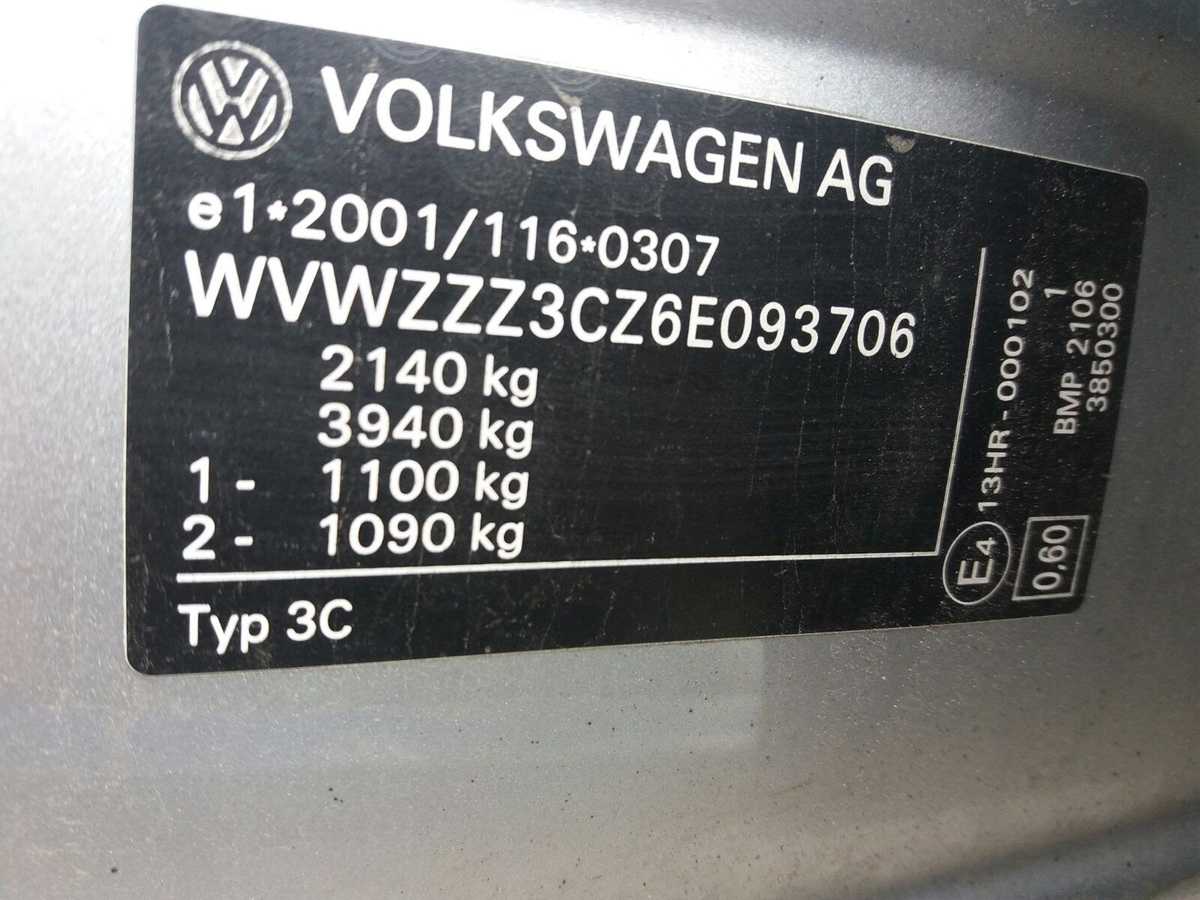 VOLKSWAGEN AG
e1*2001/116*0307
WVWZZZ3CZ6E093706
2140 kg
3940 kg
1 - 1100 kg
2 - 1090 kg
Typ 3C
E4 13HR - 000102
1
BMP 2106
3850300
0,60